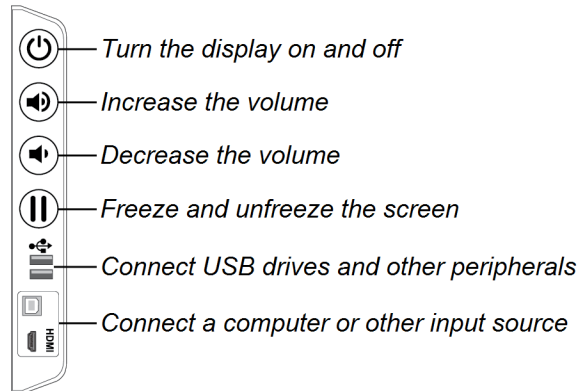 Turn the display on and off
Increase the volume
Decrease the volume
Freeze and unfreeze the screen
Connect USB drives and other peripherals
Connect a computer or other input source
HDMI